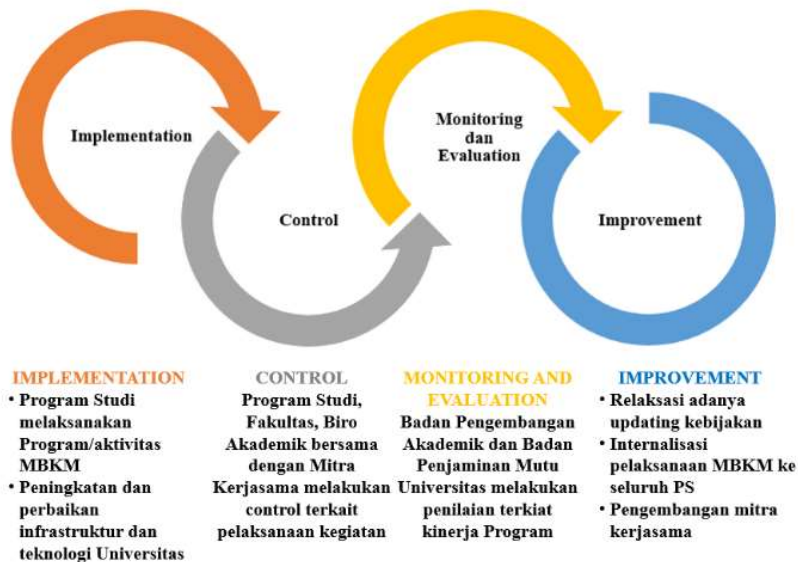 Implementation
Control
Monitoring
dan
Evaluation
Improvement
IMPLEMENTATION
• Program Studi
melaksanakan
Program/aktivitas
MBKM
• Peningkatan dan
perbaikan
infrastruktur dan
teknologi Universitas
CONTROL
Program Studi,
Fakultas, Biro
Akademik bersama
dengan Mitra
Kerjasama melakukan
control terkait
pelaksanaan kegiatan
MONITORING AND
EVALUATION
Badan Pengembangan
Akademik dan Badan
Penjaminan Mutu
Universitas melakukan
penilaian terkiat
kinerja Program
IMPROVEMENT
• Relaksasi adanya
updating kebijakan
• Internalisasi
pelaksanaan MBKM ke
seluruh PS
• Pengembangan mitra
kerjasama